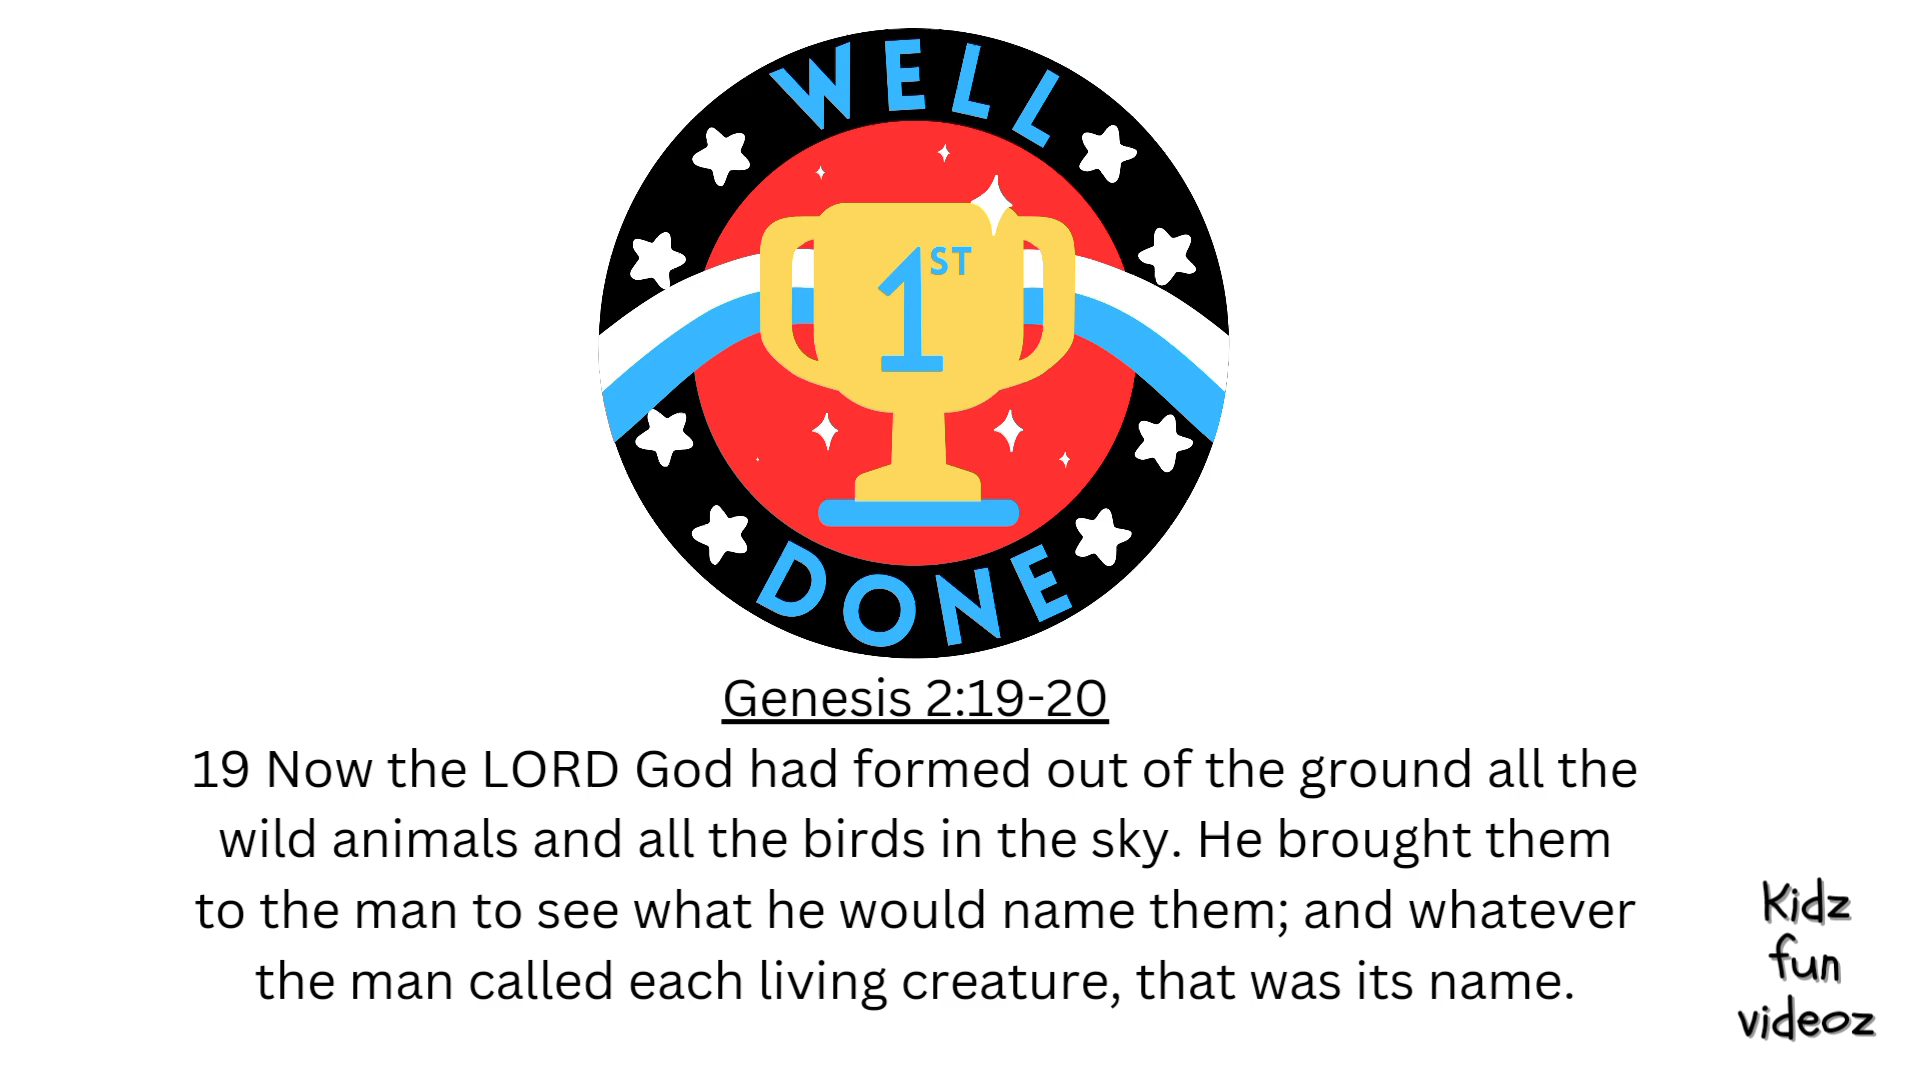 WELL
1ST
DONE
Genesis 2:19-20
19 Now the LORD God had formed out of the ground all the
wild animals and all the birds in the sky. He brought them
to the man to see what he would name them; and whatever
the man called each living creature, that was its name.
Kidz
fun
videoz